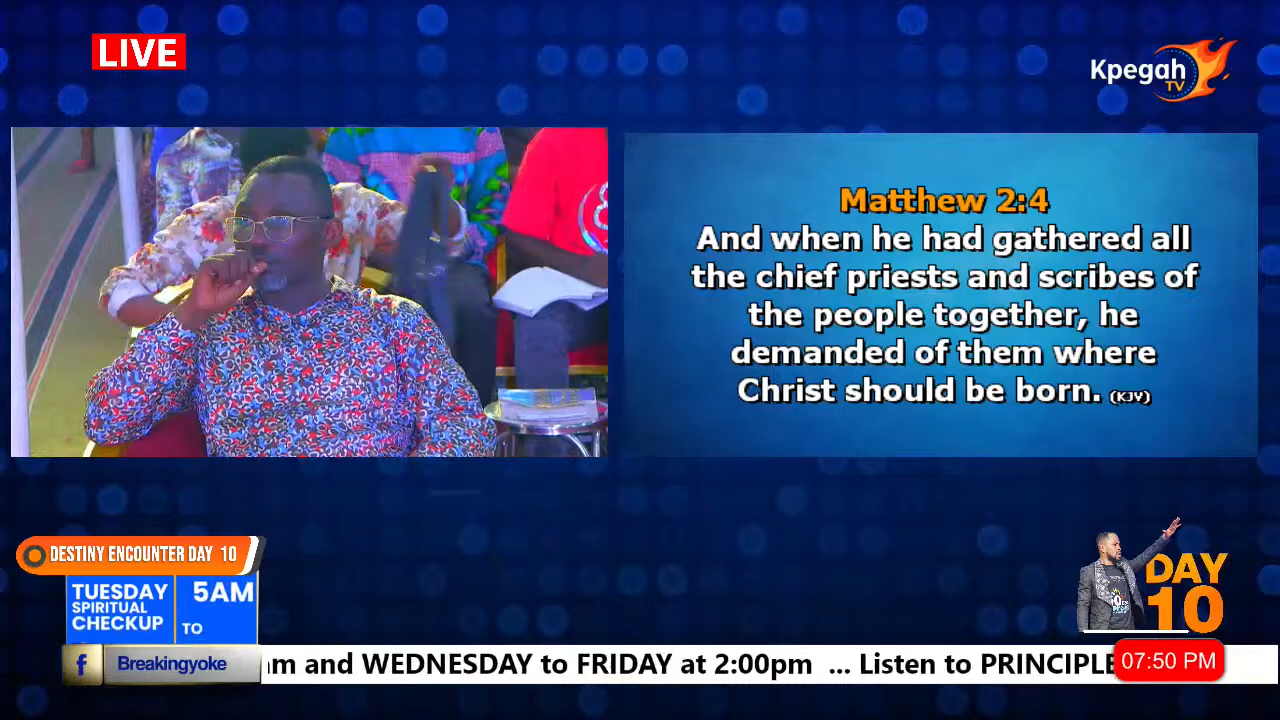 LIVE
Kpegah
TV
Matthew 2:4
And when he had gathered all
the chief priests and scribes of
the people together, he
demanded of them where
Christ should be born. (KJV)
DESTINY ENCOUNTER DAY 10
TUESDAY
SPIRITUAL
CHECKUP
5AM
TO
DAY
10
f Breakingyoke
am and WEDNESDAY to FRIDAY at 2:00pm ... Listen to PRINCIPLE
07:50 PM